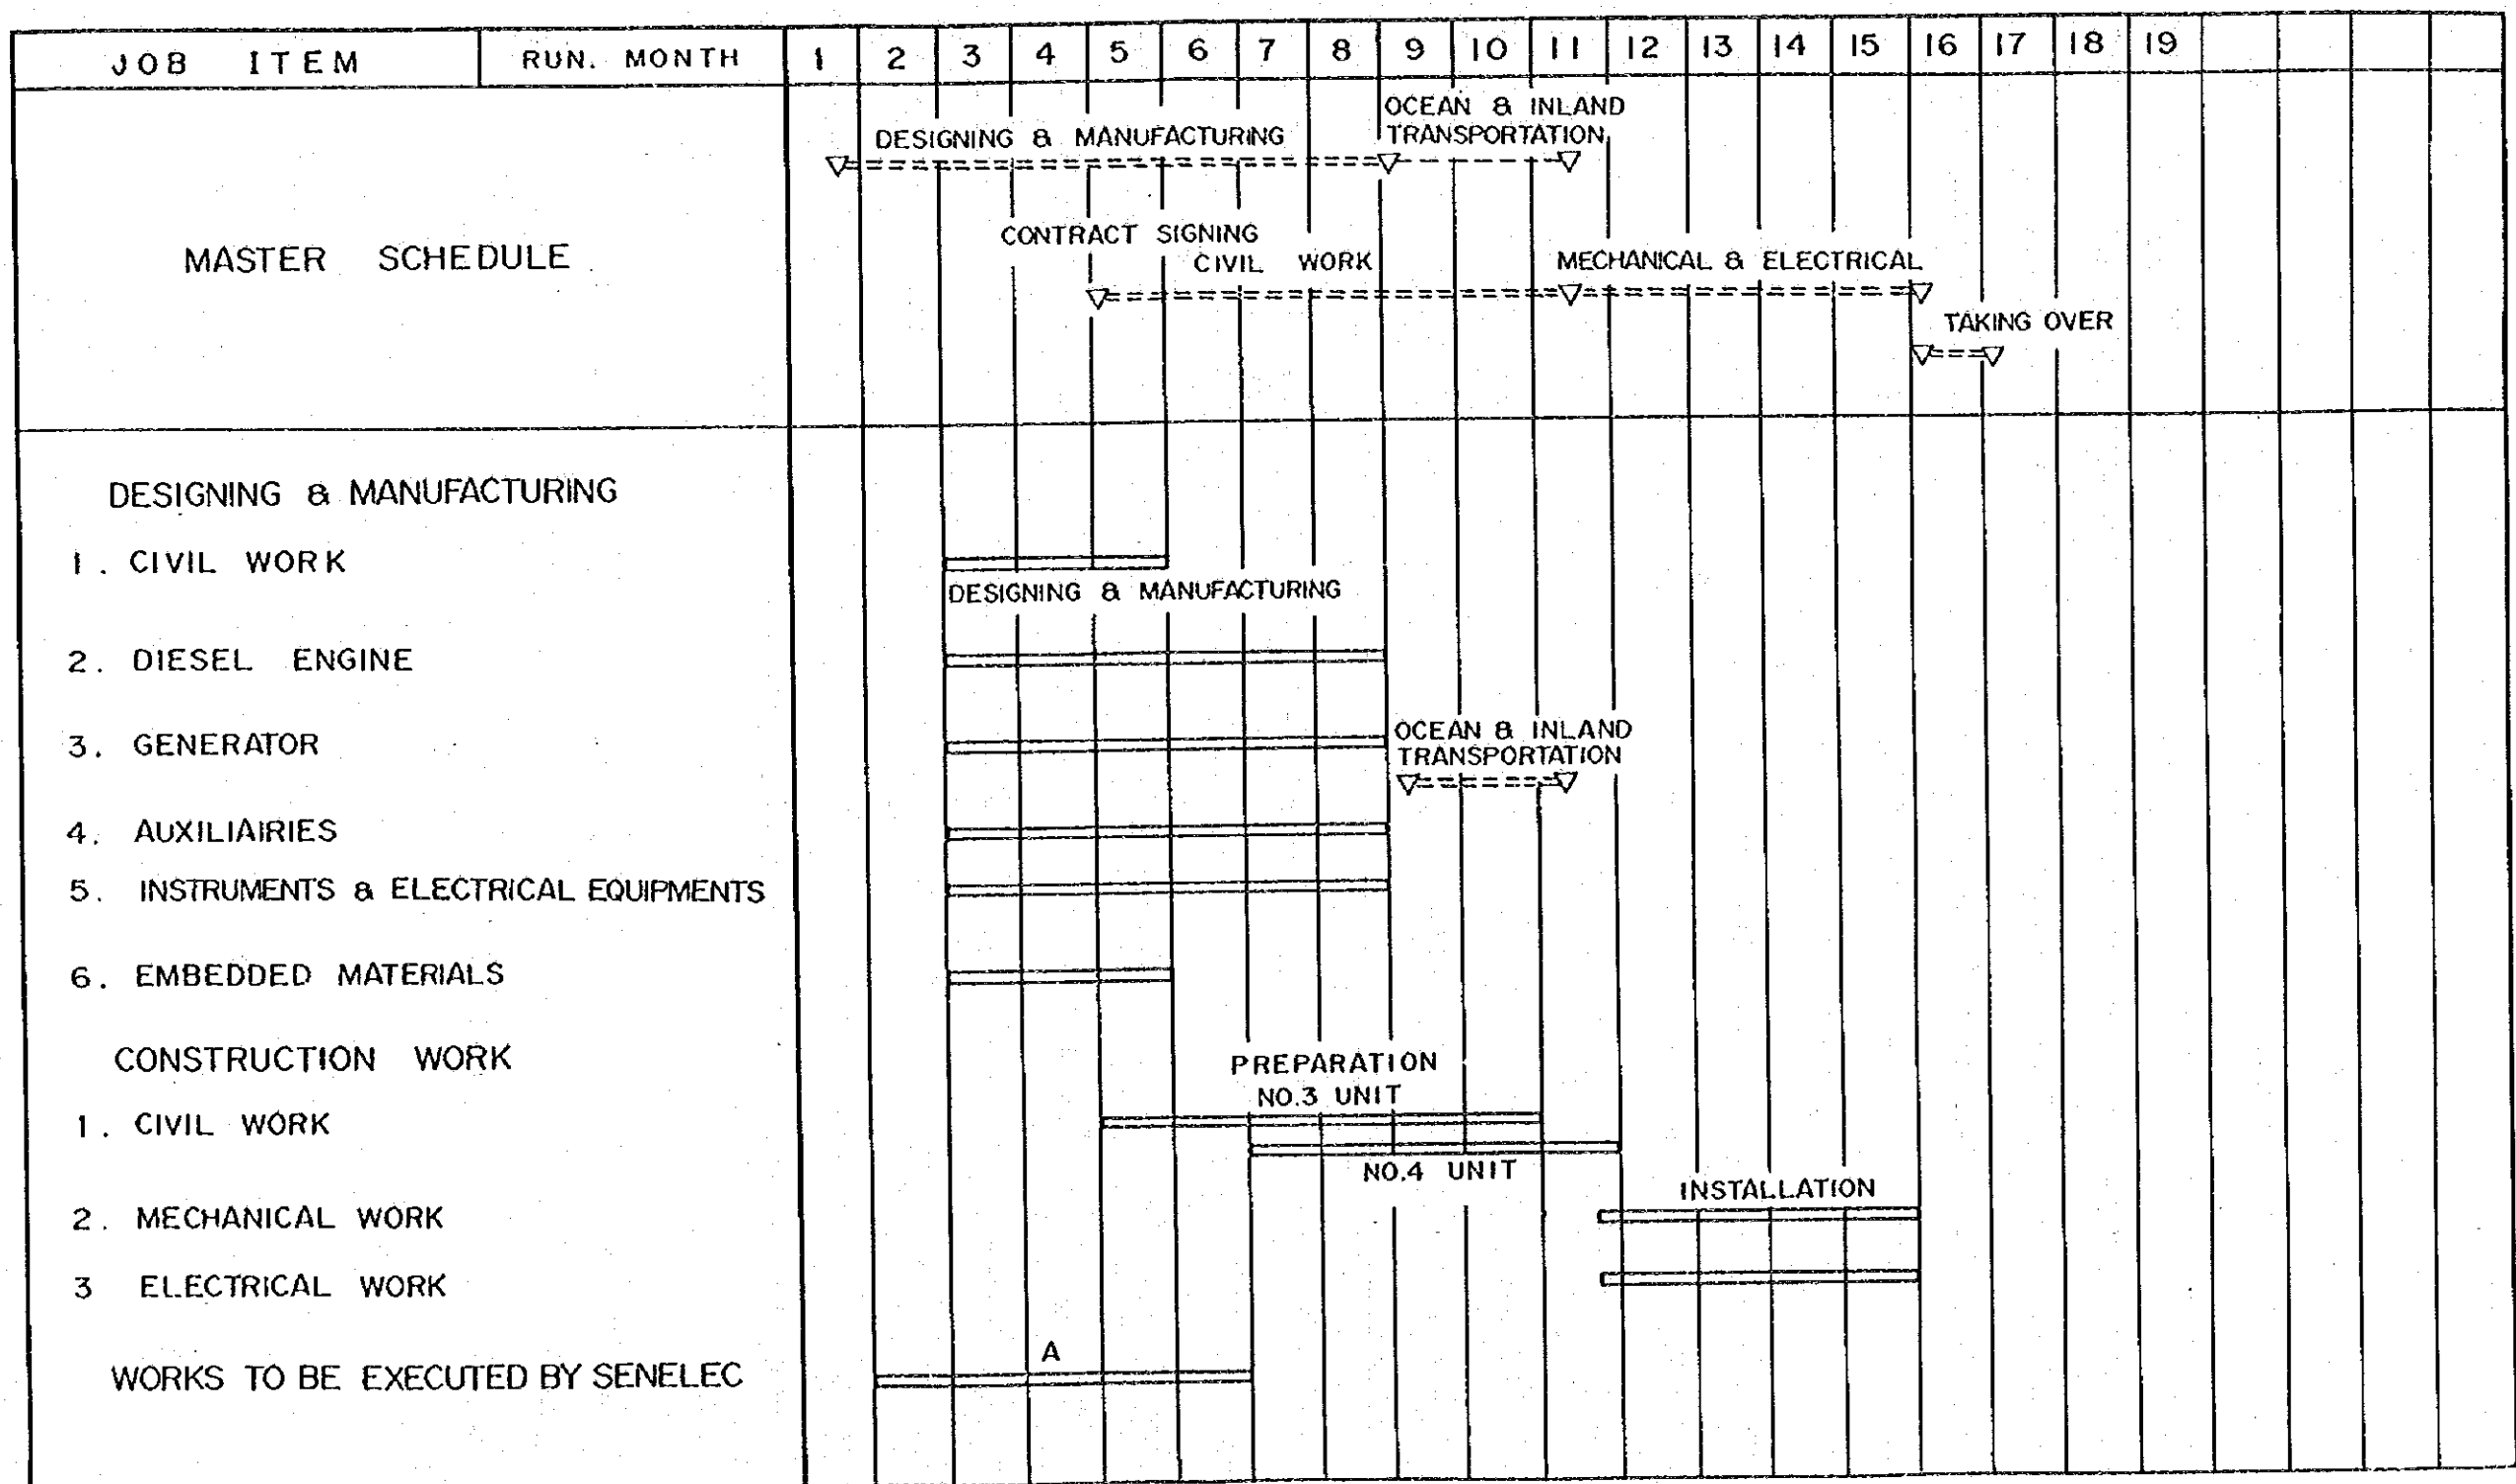 JOB ITEM RUN. MONTH 1 2 3 4 5 6 7 8 9 10 11 12 13 14 15 16 17 18 19
OCEAN & INLAND
DESIGNING & MANUFACTURING TRANSPORTATION
CONTRACT SIGNING
MASTER SCHEDULE CIVIL WORK MECHANICAL & ELECTRICAL
TAKING OVER
DESIGNING & MANUFACTURING
1. CIVIL WORK
DESIGNING & MANUFACTURING
2. DIESEL ENGINE
OCEAN & INLAND
3. GENERATOR TRANSPORTATION
4. AUXILIAIRIES
5. INSTRUMENTS & ELECTRICAL EQUIPMENTS
6. EMBEDDED MATERIALS
CONSTRUCTION WORK PREPARATION
NO.3 UNIT
1. CIVIL WORK
NO.4 UNIT
INSTALLATION
2. MECHANICAL WORK
3 ELECTRICAL WORK
A
WORKS TO BE EXECUTED BY SENELEC